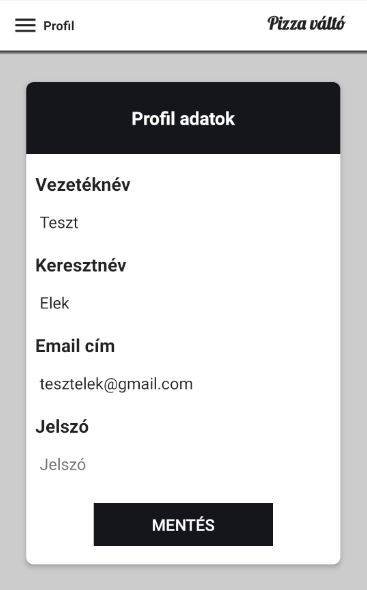 Profil
Pizza váltó
Profil adatok
Vezetéknév
Teszt
Keresztnév
Elek
Email cím
tesztelek@gmail.com
Jelszó
Jelszó
MENTÉS